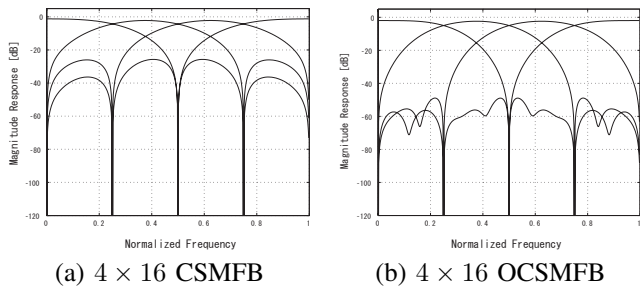 0
-20
-40
-60
-80
-100
-120
Magnitude Response [dB]
0 0.2 0.4 0.6 0.8 1
Normalized Frequency
(a) 4 × 16 CSMFB
0
-20
-40
-60
-80
-100
-120
Magnitude Response [dB]
0 0.2 0.4 0.6 0.8 1
Normalized Frequency
(b) 4 × 16 OCSMFB